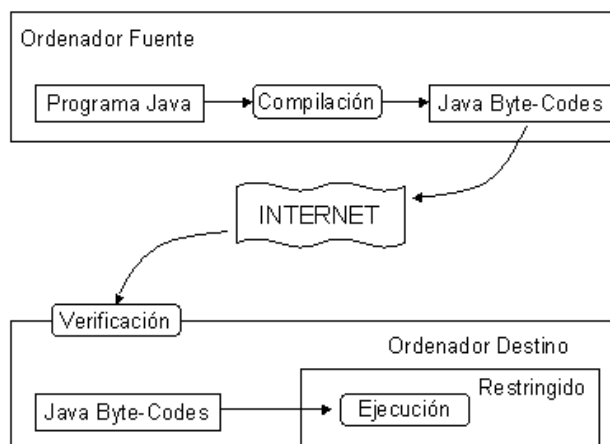 Ordenador Fuente
Programa Java
Compilación
Java Byte-Codes
INTERNET
Verificación
Ordenador Destino
Restringido
Java Byte-Codes
Ejecución